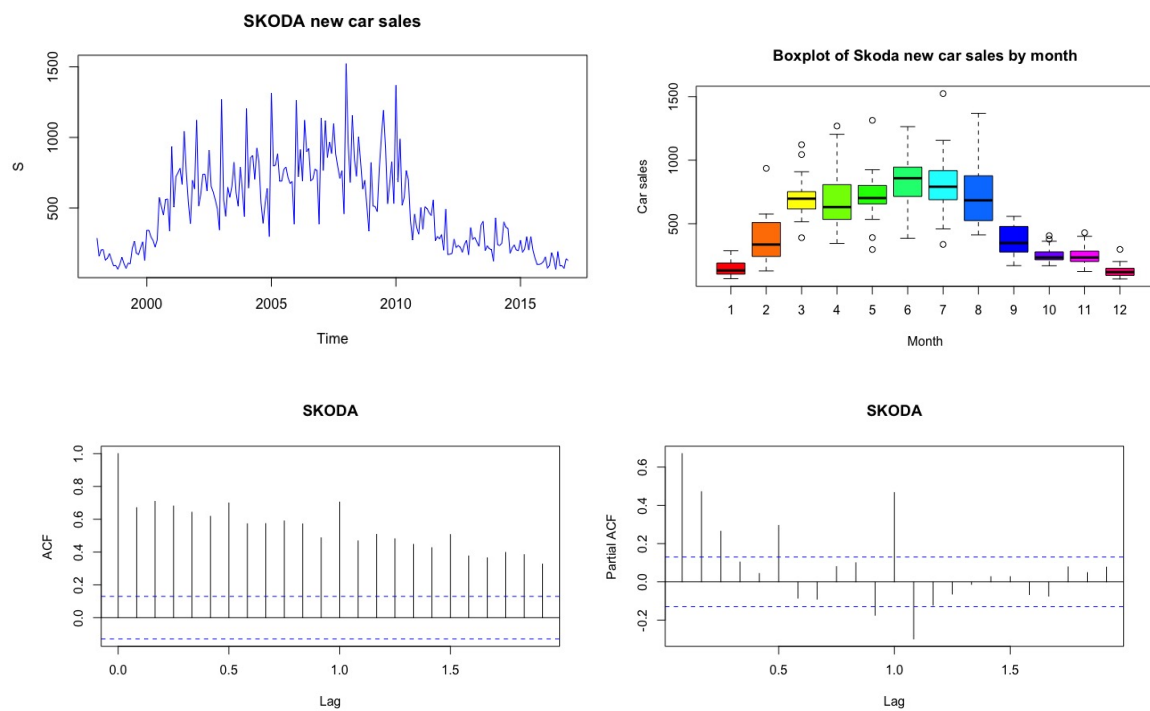 SKODA new car sales
S
1500
1000
500
2000 2005 2010 2015
Time
Boxplot of Skoda new car sales by month
Car sales
1500
1000
500
1 2 3 4 5 6 7 8 9 10 11 12
Month
SKODA
ACF
1.0
0.8
0.6
0.4
0.2
0.0
0.0 0.5 1.0 1.5
Lag
SKODA
Partial ACF
0.6
0.4
0.2
0.0
-0.2
0.5 1.0 1.5
Lag